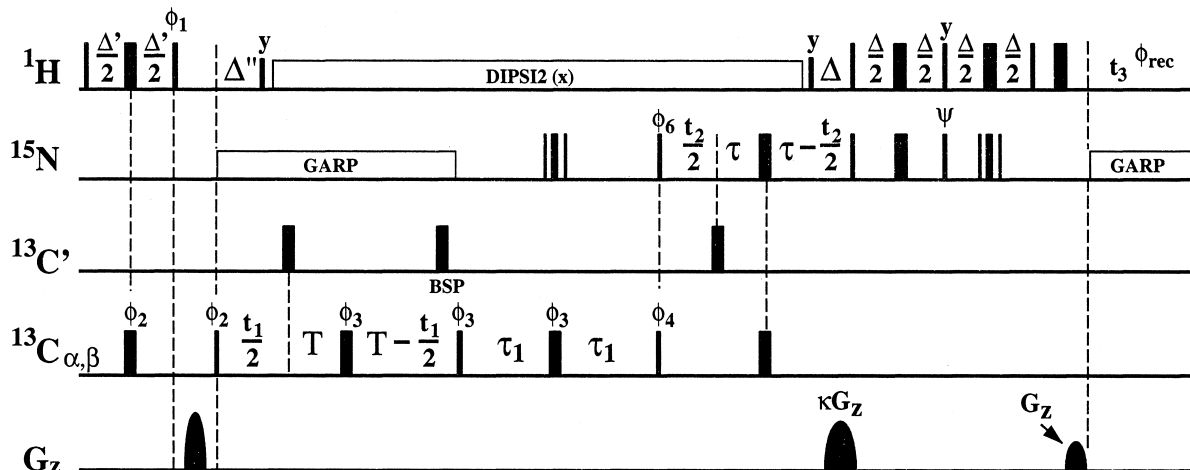 ¹H Δ'/2 Δ'/2 ϕ₁ Δ" y DIPSI2 (x) y Δ Δ/2 Δ/2 y Δ/2 Δ/2 t₃ ϕrec
¹⁵N GARP ϕ₆ t₂/2 τ τ-t₂/2 ψ GARP
¹³C' BSP
¹³Cα,β ϕ₂ ϕ₂ t₁/2 T ϕ₃ T-t₁/2 ϕ₃ τ₁ ϕ₃ τ₁ ϕ₄
Gz κGz Gz